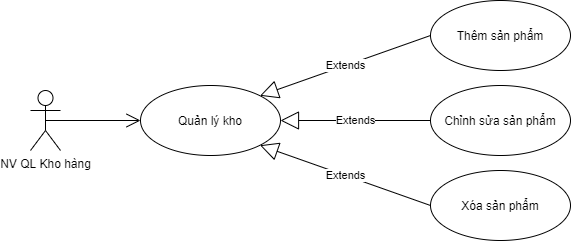 Thêm sản phẩm
Extends
Quản lý kho
Extends
Chỉnh sửa sản phẩm
NV QL Kho hàng
Extends
Xóa sản phẩm